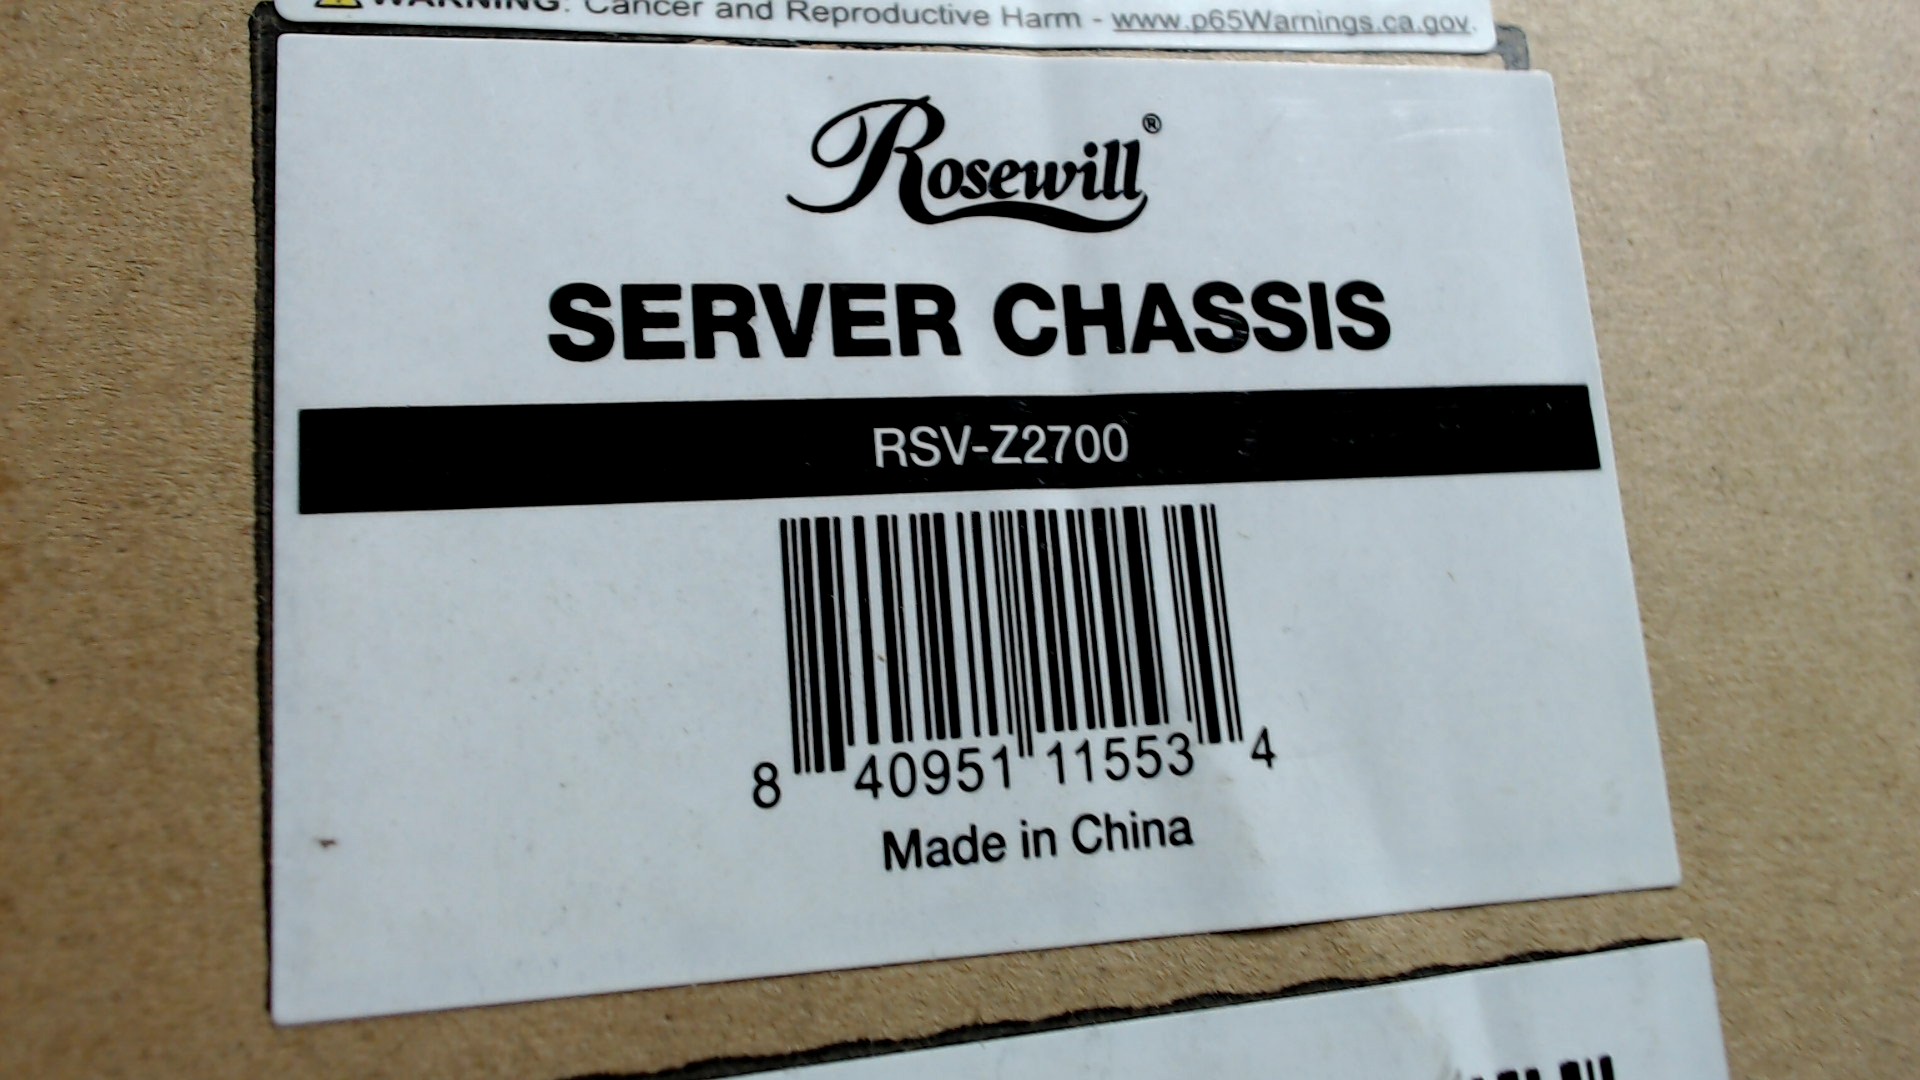 WARNING: Cancer and Reproductive Harm - www.p65Warnings.ca.gov.
Rosewill®
SERVER CHASSIS
RSV-Z2700
8 40951 11553 4
Made in China